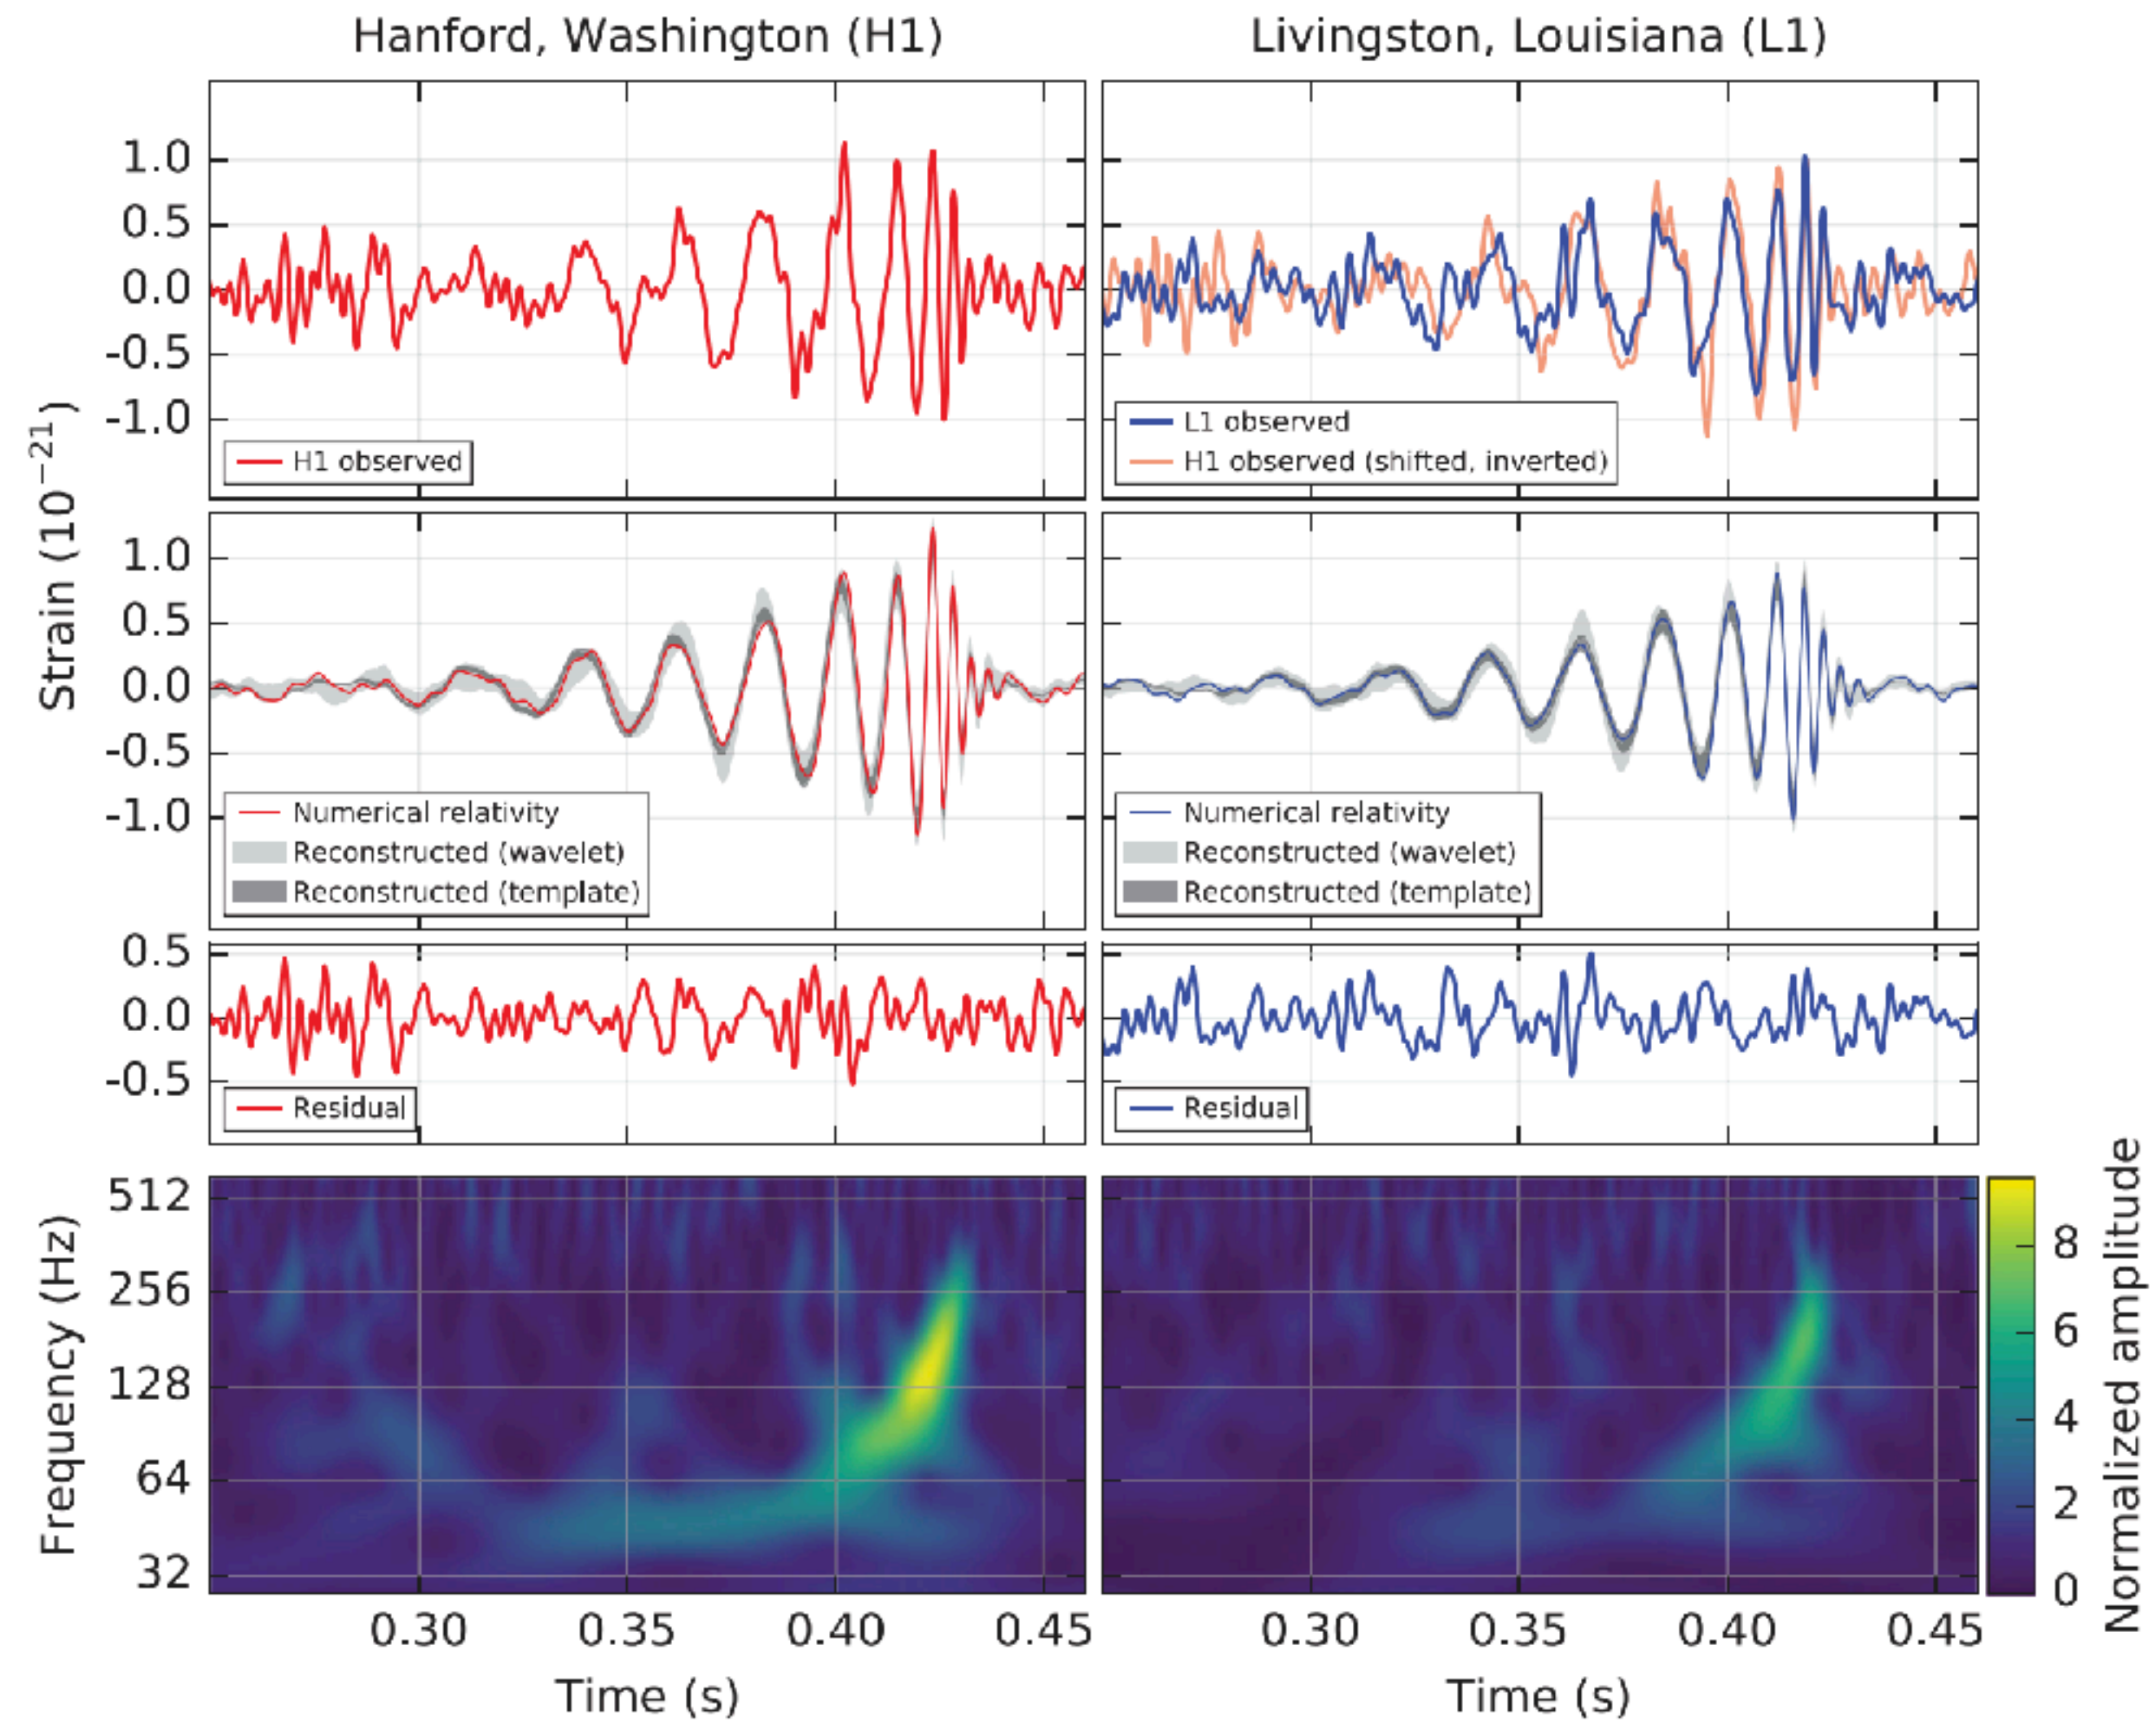 Hanford, Washington (H1)
Livingston, Louisiana (L1)
Strain (10⁻²¹)
1.0
0.5
0.0
-0.5
-1.0
H1 observed
L1 observed
H1 observed (shifted, inverted)
1.0
0.5
0.0
-0.5
-1.0
Numerical relativity
Reconstructed (wavelet)
Reconstructed (template)
Numerical relativity
Reconstructed (wavelet)
Reconstructed (template)
0.5
0.0
-0.5
Residual
Residual
Frequency (Hz)
512
256
128
64
32
Normalized amplitude
8
6
4
2
0
0.30 0.35 0.40 0.45
0.30 0.35 0.40 0.45
Time (s)
Time (s)